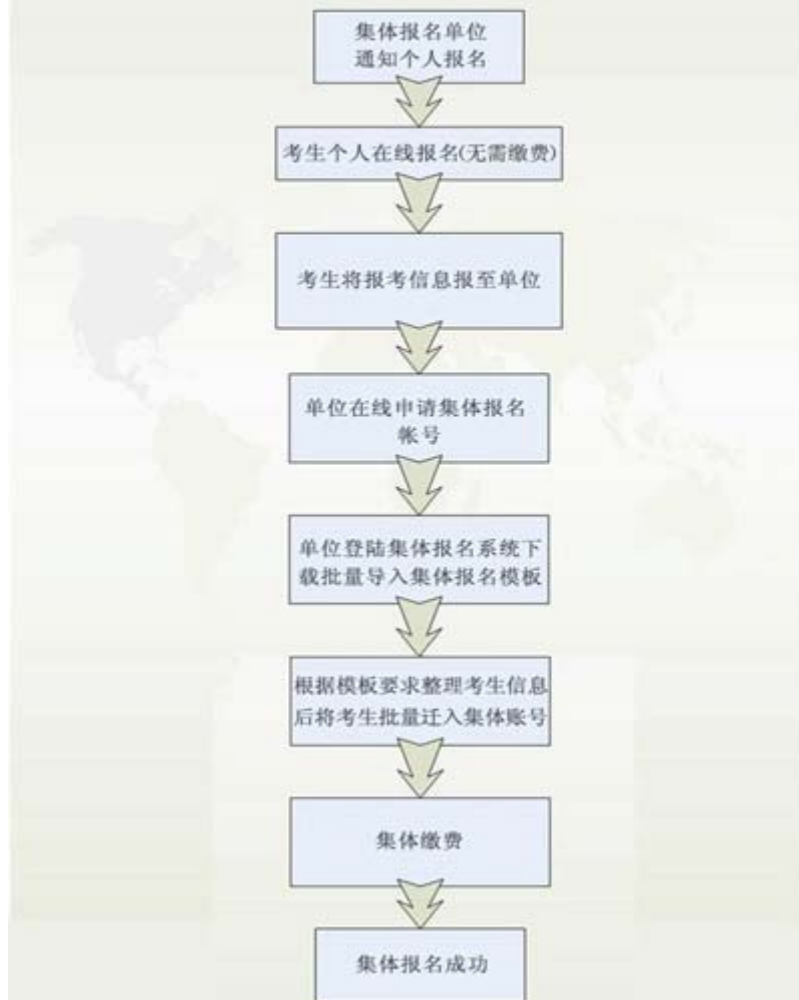 集体报名单位
通知个人报名
考生个人在线报名(无需缴费)
考生将报考信息报至单位
单位在线申请集体报名
帐号
单位登陆集体报名系统下
载批量导入集体报名模板
根据模板要求整理考生信息
后将考生批量迁入集体账号
集体缴费
集体报名成功